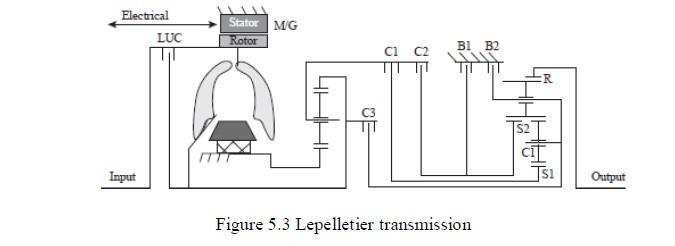 Electrical
Stator
M/G
LUC
Rotor
C1
C2
B1
B2
R
C3
S2
C1
S1
Input
Output
Figure 5.3 Lepelletier transmission